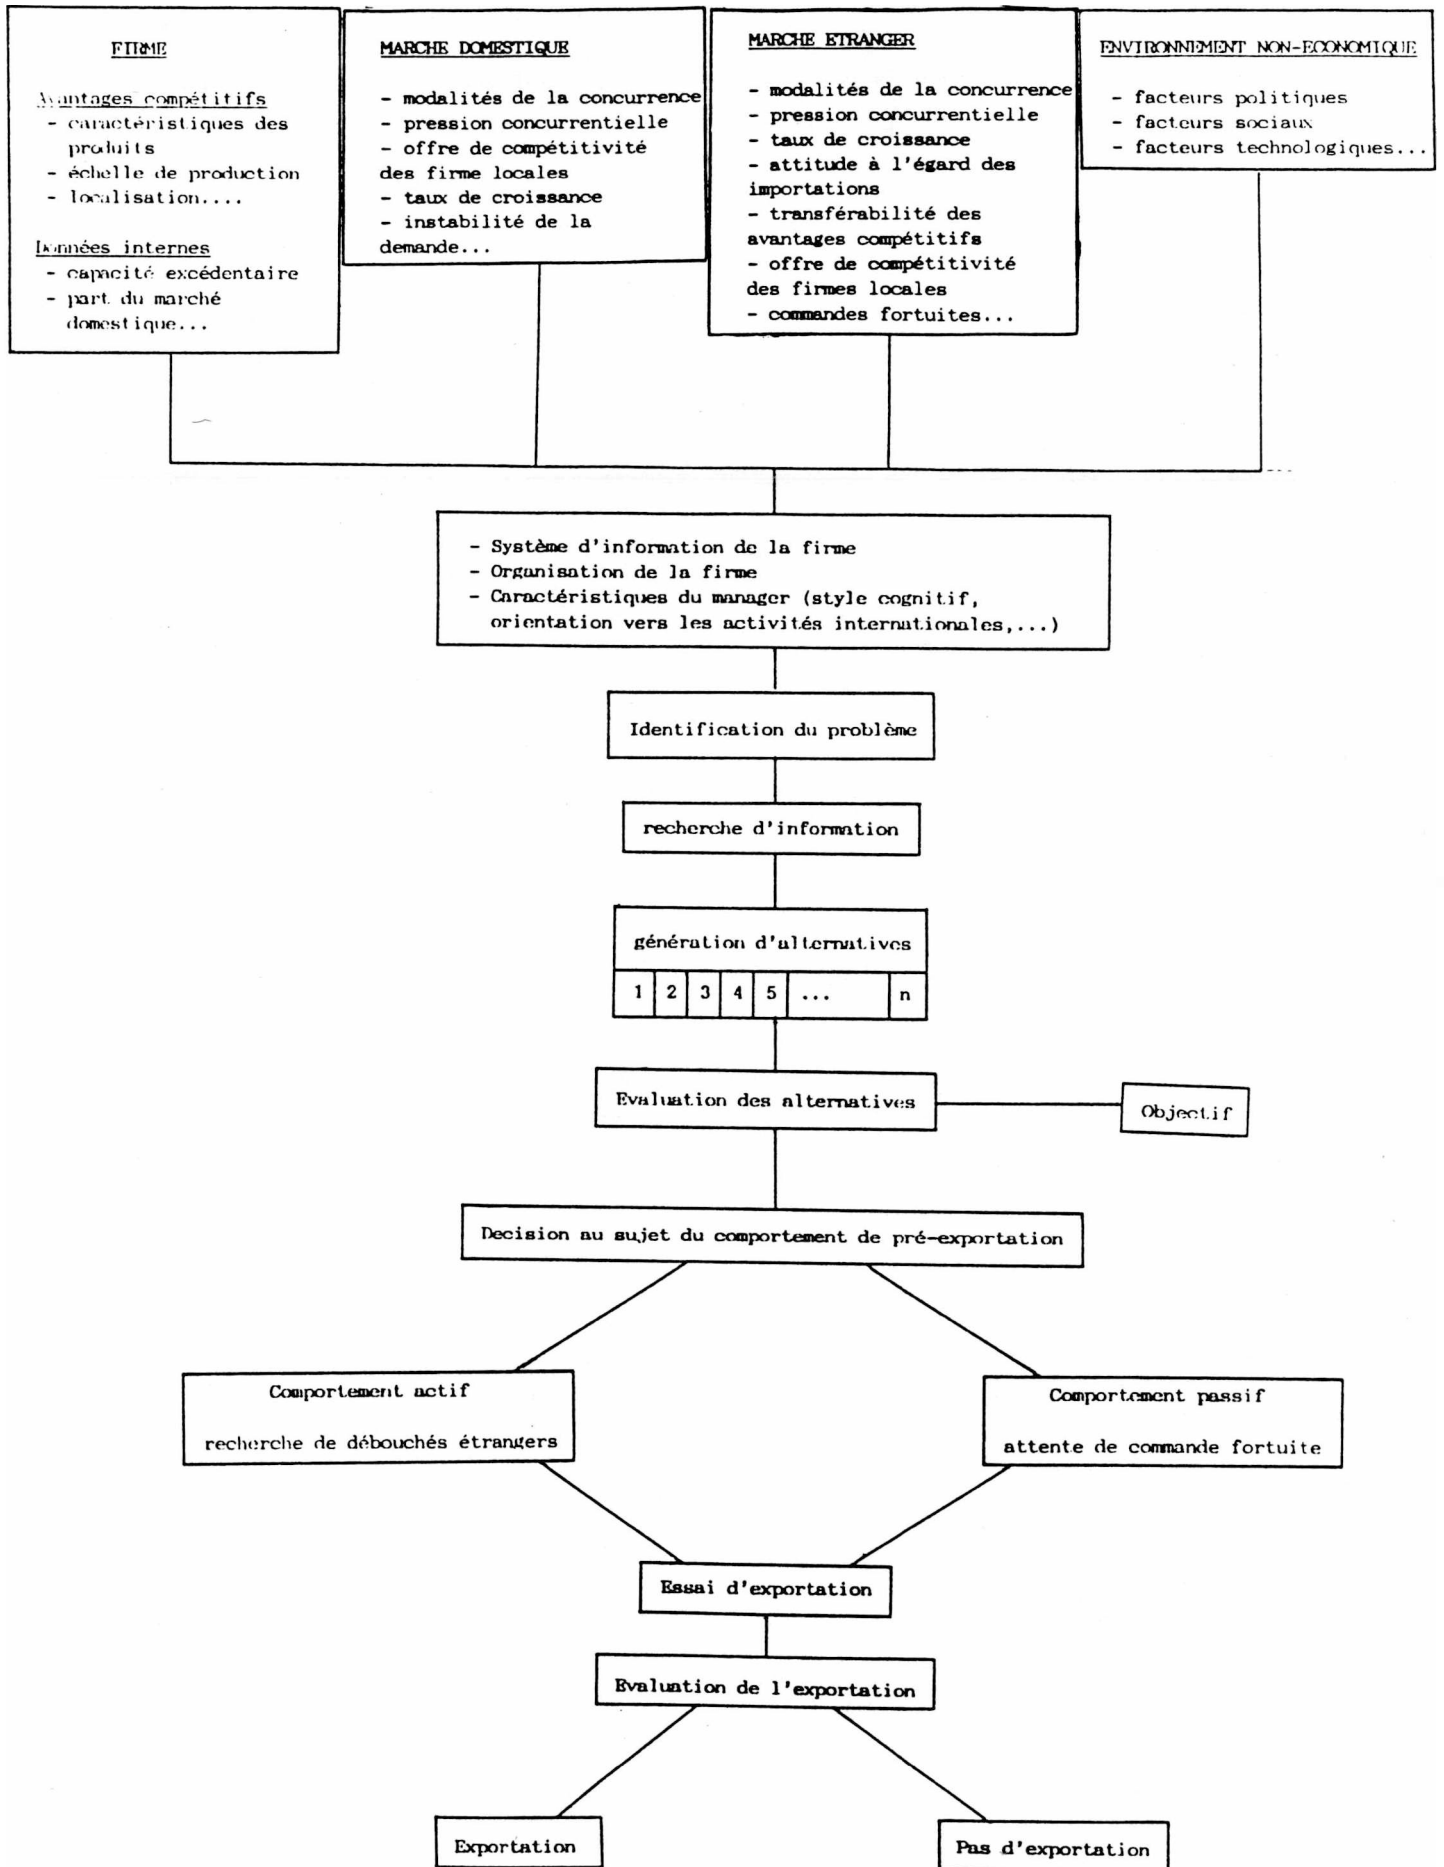 FIRME
Avantages compétitifs
- caractéristiques des
produits
- échelle de production
- localisation....
Données internes
- capacité excédentaire
- part du marché
domestique...
MARCHE DOMESTIQUE
- modalités de la concurrence
- pression concurrentielle
- offre de compétitivité
des firme locales
- taux de croissance
- instabilité de la
demande...
MARCHE ETRANGER
- modalités de la concurrence
- pression concurrentielle
- taux de croissance
- attitude à l'égard des
importations
- transférabilité des
avantages compétitifs
- offre de compétitivité
des firmes locales
- commandes fortuites...
ENVIRONNEMENT NON-ECONOMIQUE
- facteurs politiques
- facteurs sociaux
- facteurs technologiques...
- Système d'information de la firme
- Organisation de la firme
- Caractéristiques du manager (style cognitif,
orientation vers les activités internationales,...)
Identification du problème
recherche d'information
génération d'alternatives
1 2 3 4 5 ... n
Evaluation des alternatives
Objectif
Decision au sujet du comportement de pré-exportation
Comportement actif
recherche de débouchés étrangers
Comportement passif
attente de commande fortuite
Essai d'exportation
Evaluation de l'exportation
Exportation
Pas d'exportation